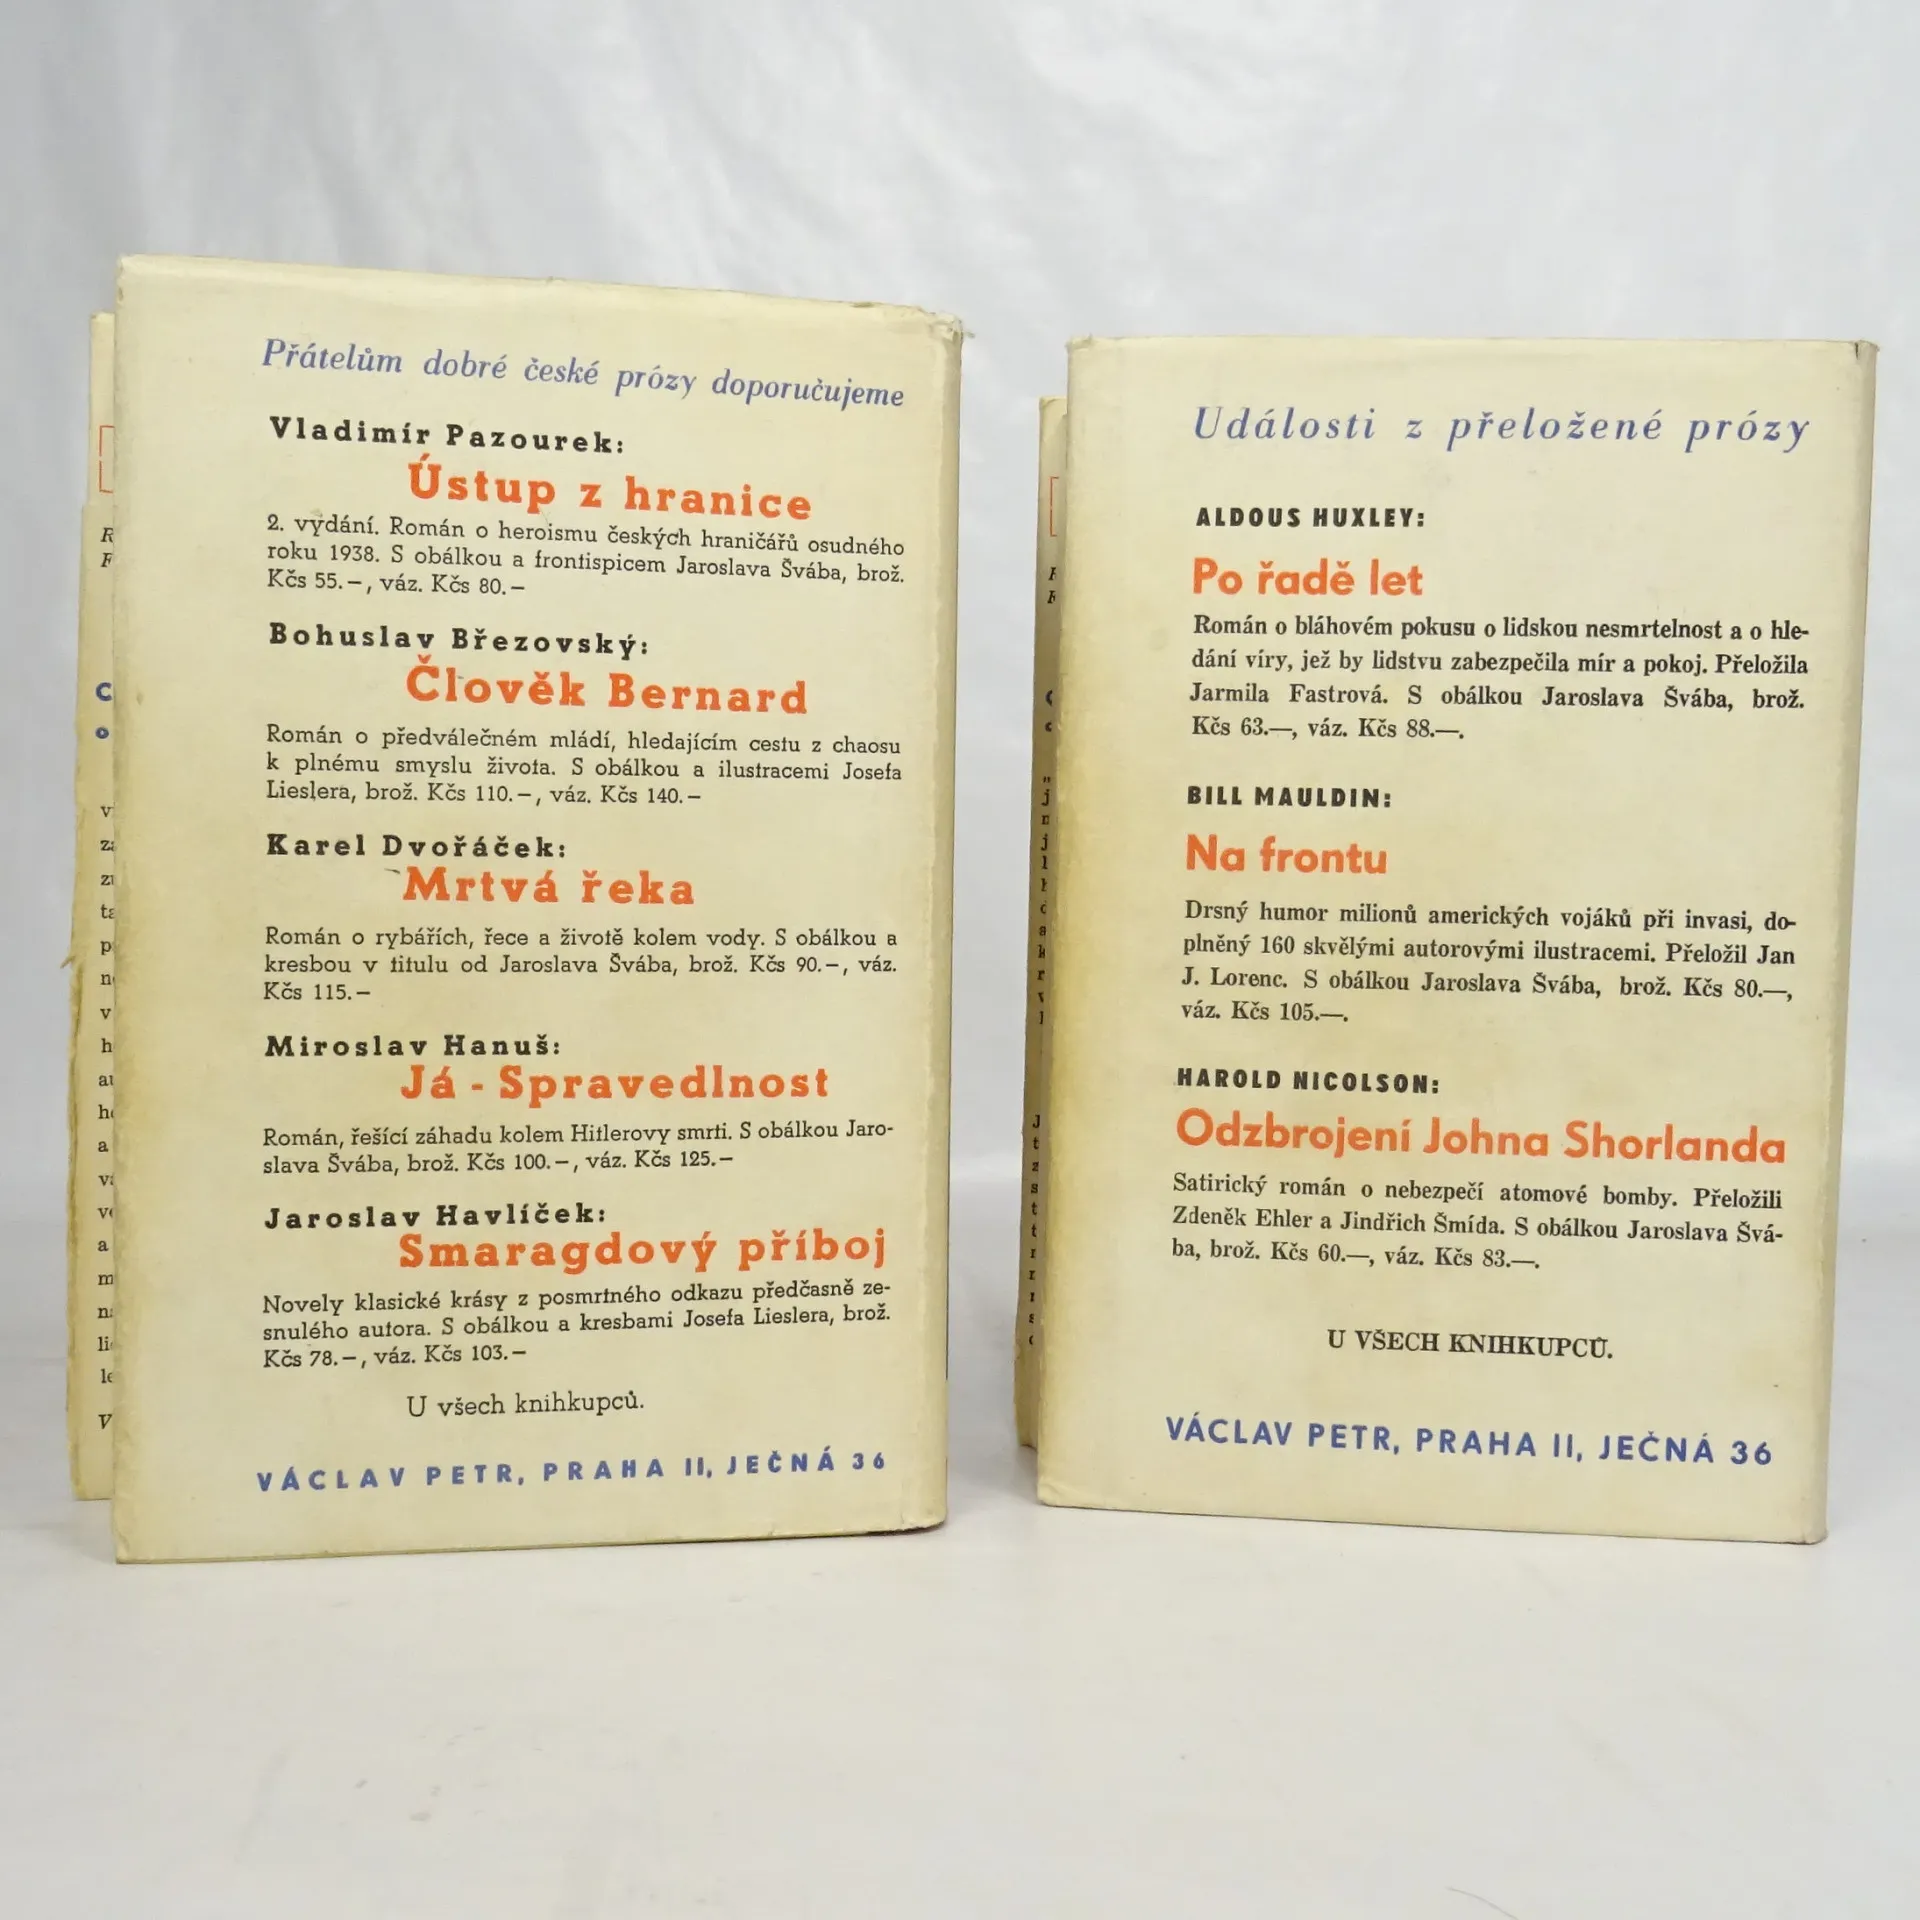 Přátelům dobré české prózy doporučujeme
Vladimír Pazourek:
Ústup z hranice
2. vydání. Román o heroismu českých hraničářů osudného
roku 1938. S obálkou a frontispicem Jaroslava Švába, brož.
Kčs 55.–, váz. Kčs 80.–
Bohuslav Březovský:
Člověk Bernard
Román o předválečném mládí, hledajícím cestu z chaosu
k plnému smyslu života. S obálkou a ilustracemi Josefa
Lieslera, brož. Kčs 110.–, váz. Kčs 140.–
Karel Dvořáček:
Mrtvá řeka
Román o rybářích, řece a životě kolem vody. S obálkou a
kresbou v titulu od Jaroslava Švába, brož. Kčs 90.–, váz.
Kčs 115.–
Miroslav Hanuš:
Já - Spravedlnost
Román, řešící záhadu kolem Hitlerovy smrti. S obálkou Jaro-
slava Švába, brož. Kčs 100.–, váz. Kčs 125.–
Jaroslav Havlíček:
Smaragdový příboj
Novely klasické krásy z posmrtného odkazu předčasně ze-
snulého autora. S obálkou a kresbami Josefa Lieslera, brož.
Kčs 78.–, váz. Kčs 103.–
U všech knihkupců.
VÁCLAV PETR, PRAHA II, JEČNÁ 36
Události z přeložené prózy
ALDOUS HUXLEY:
Po řadě let
Román o bláhovém pokusu o lidskou nesmrtelnost a o hle-
dání víry, jež by lidstvu zabezpečila mír a pokoj. Přeložila
Jarmila Fastrová. S obálkou Jaroslava Švába, brož.
Kčs 63.—, váz. Kčs 88.—.
BILL MAULDIN:
Na frontu
Drsný humor milionů amerických vojáků při invasi, do-
plněný 160 skvělými autorovými ilustracemi. Přeložil Jan
J. Lorenc. S obálkou Jaroslava Švába, brož. Kčs 80.—,
váz. Kčs 105.—.
HAROLD NICOLSON:
Odzbrojení Johna Shorlanda
Satirický román o nebezpečí atomové bomby. Přeložili
Zdeněk Ehler a Jindřich Šmída. S obálkou Jaroslava Švá-
ba, brož. Kčs 60.—, váz. Kčs 83.—.
U VŠECH KNIHKUPCŮ.
VÁCLAV PETR, PRAHA II, JEČNÁ 36